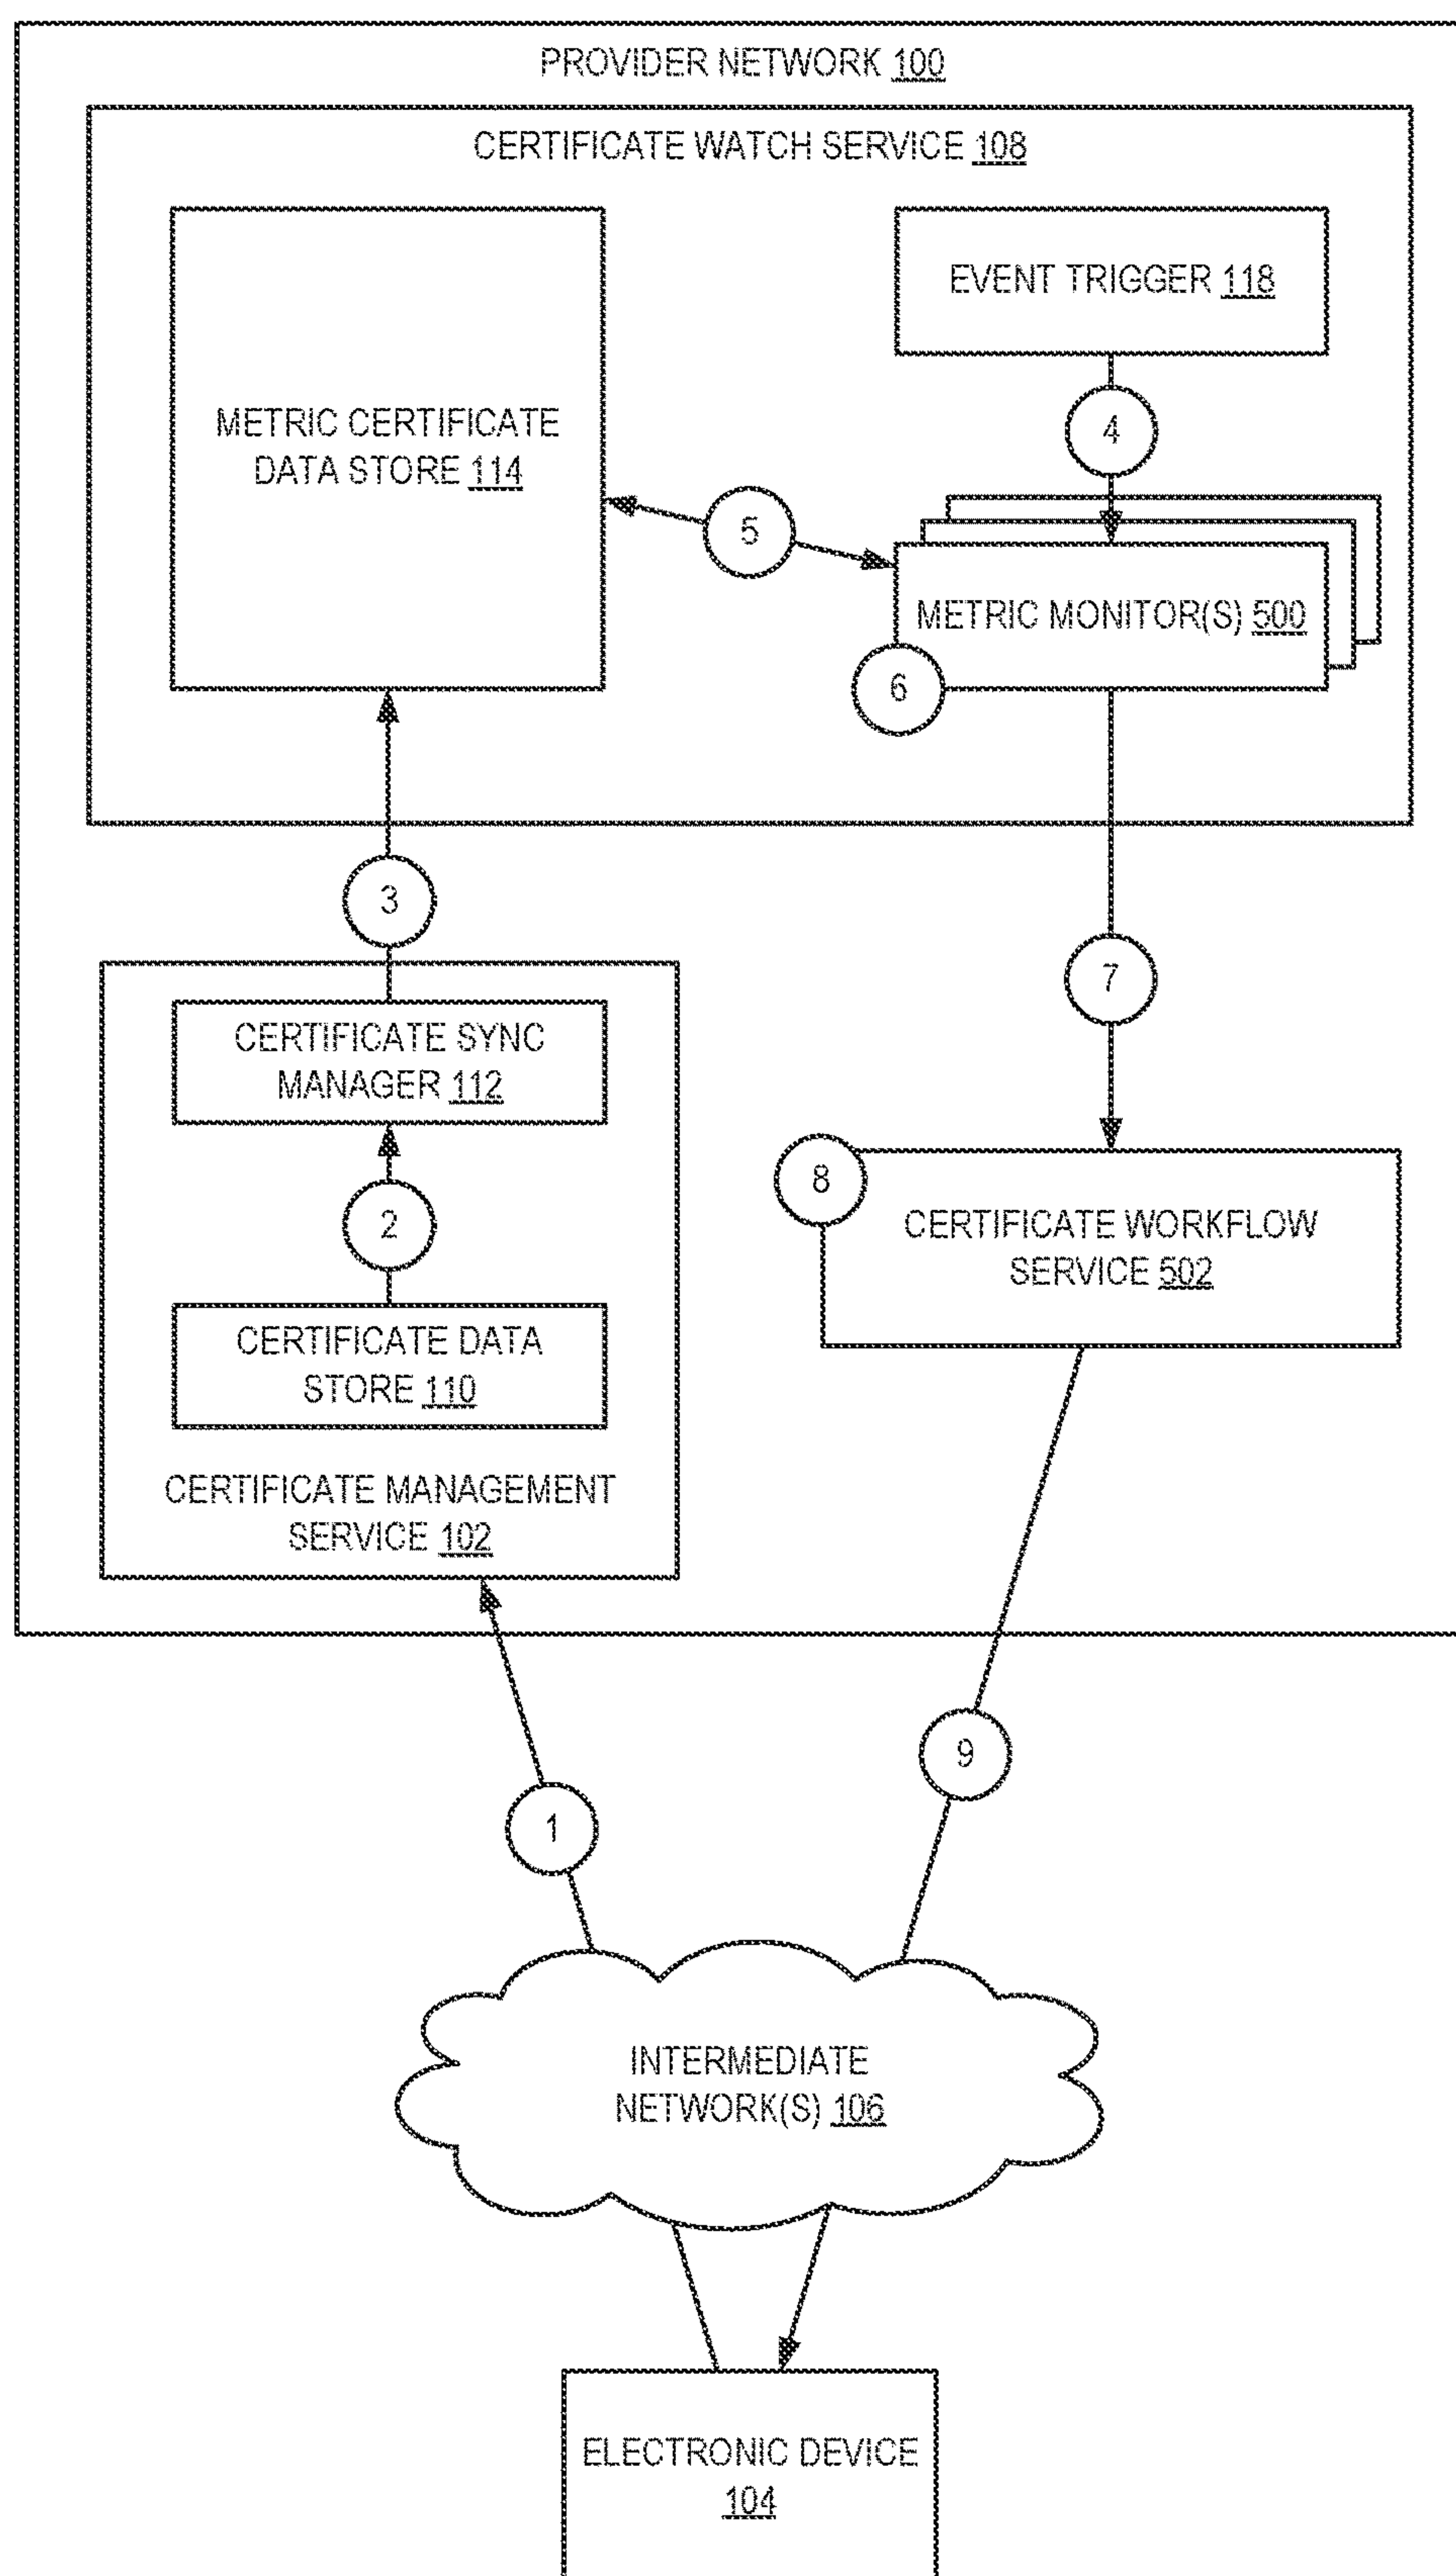 PROVIDER NETWORK 100
CERTIFICATE WATCH SERVICE 108
METRIC CERTIFICATE
DATA STORE 114
EVENT TRIGGER 118
4
5
METRIC MONITOR(S) 500
6
3
7
CERTIFICATE SYNC
MANAGER 112
2
CERTIFICATE DATA
STORE 110
CERTIFICATE MANAGEMENT
SERVICE 102
8
CERTIFICATE WORKFLOW
SERVICE 502
9
1
INTERMEDIATE
NETWORK(S) 106
ELECTRONIC DEVICE
104